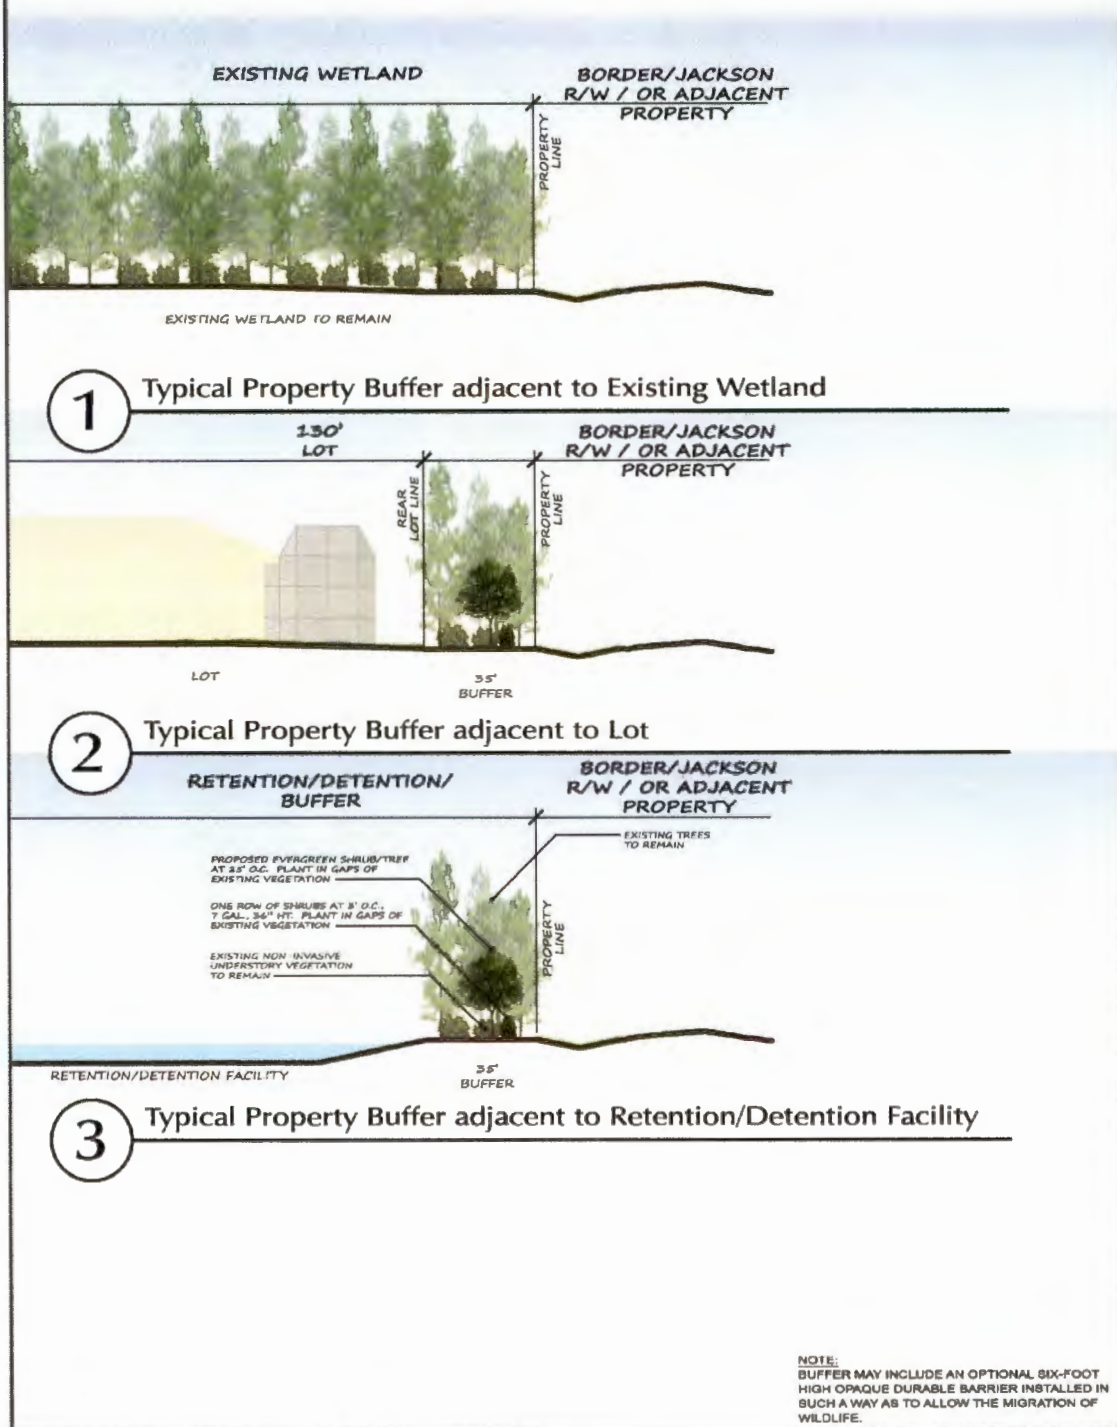 EXISTING WETLAND
BORDER/JACKSON
R/W / OR ADJACENT
PROPERTY
PROPERTY
LINE
EXISTING WETLAND TO REMAIN
1
Typical Property Buffer adjacent to Existing Wetland
130'
LOT
BORDER/JACKSON
R/W / OR ADJACENT
PROPERTY
REAR
LOT LINE
PROPERTY
LINE
LOT
35'
BUFFER
2
Typical Property Buffer adjacent to Lot
RETENTION/DETENTION/
BUFFER
BORDER/JACKSON
R/W / OR ADJACENT
PROPERTY
EXISTING TREES
TO REMAIN
PROPOSED EVERGREEN SHRUB/TREE
AT 25' O.C. PLANT IN GAPS OF
EXISTING VEGETATION
ONE ROW OF SHRUBS AT 3' O.C.,
7 GAL., 36" HT. PLANT IN GAPS OF
EXISTING VEGETATION
EXISTING NON-INVASIVE
UNDERSTORY VEGETATION
TO REMAIN
PROPERTY
LINE
RETENTION/DETENTION FACILITY
35'
BUFFER
3
Typical Property Buffer adjacent to Retention/Detention Facility
NOTE:
BUFFER MAY INCLUDE AN OPTIONAL SIX-FOOT
HIGH OPAQUE DURABLE BARRIER INSTALLED IN
SUCH A WAY AS TO ALLOW THE MIGRATION OF
WILDLIFE.